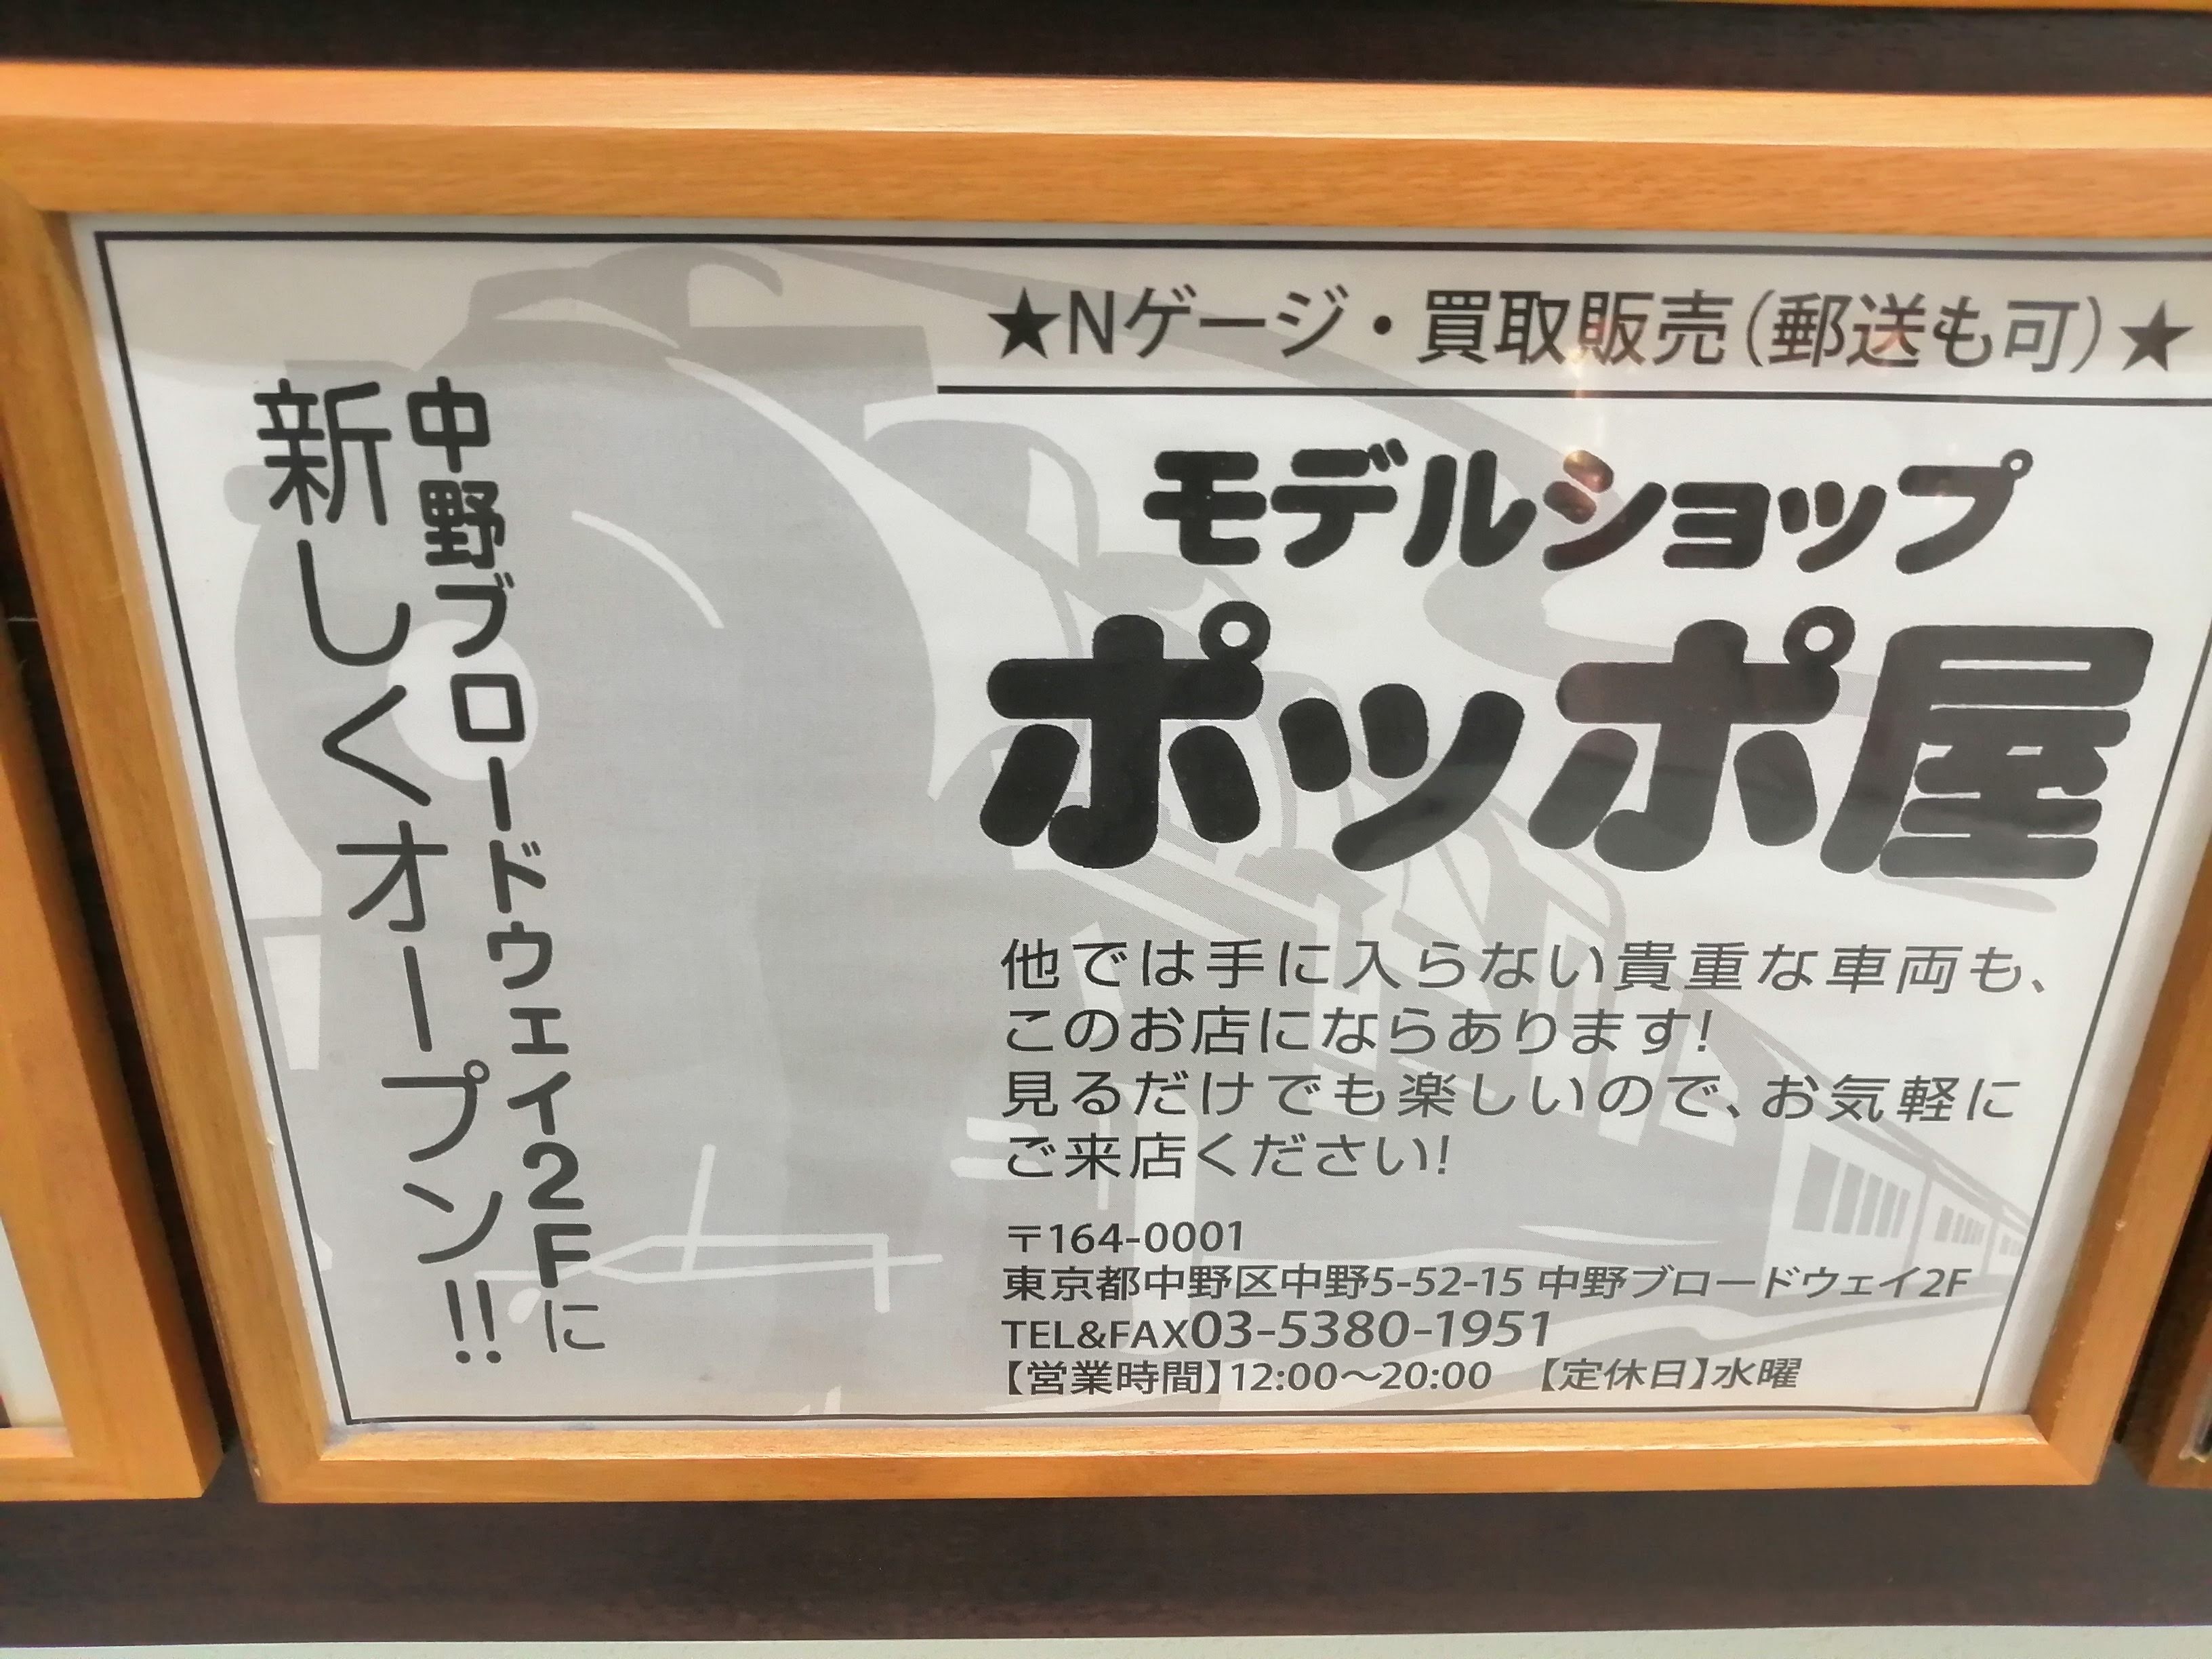 ★Nゲージ・買取販売(郵送も可)★
モデルショップ
ポッポ屋
中野ブロードウェイ2Fに
新しくオープン!!
他では手に入らない貴重な車両も、
このお店にならあります!
見るだけでも楽しいので、お気軽に
ご来店ください!
〒164-0001
東京都中野区中野5-52-15 中野ブロードウェイ2F
TEL&FAX03-5380-1951
【営業時間】12:00〜20:00 【定休日】水曜